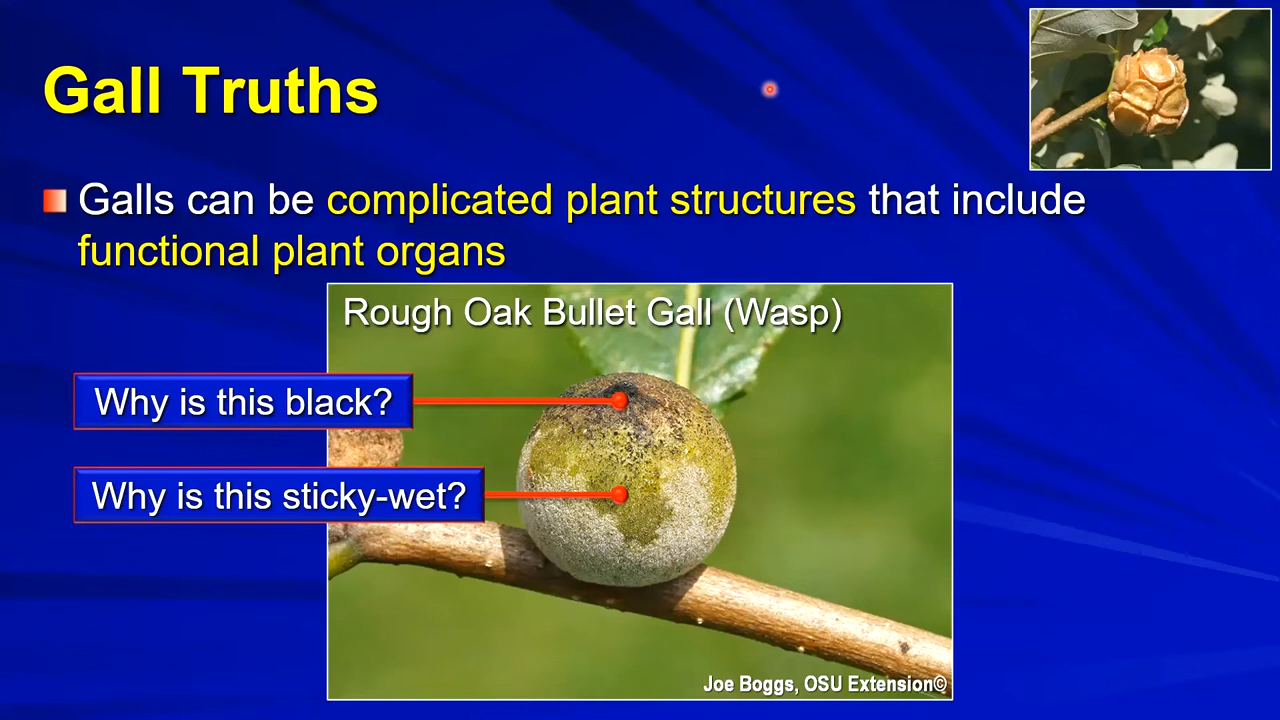 Gall Truths
Galls can be complicated plant structures that include
functional plant organs
Rough Oak Bullet Gall (Wasp)
Why is this black?
Why is this sticky-wet?
Joe Boggs, OSU Extension©